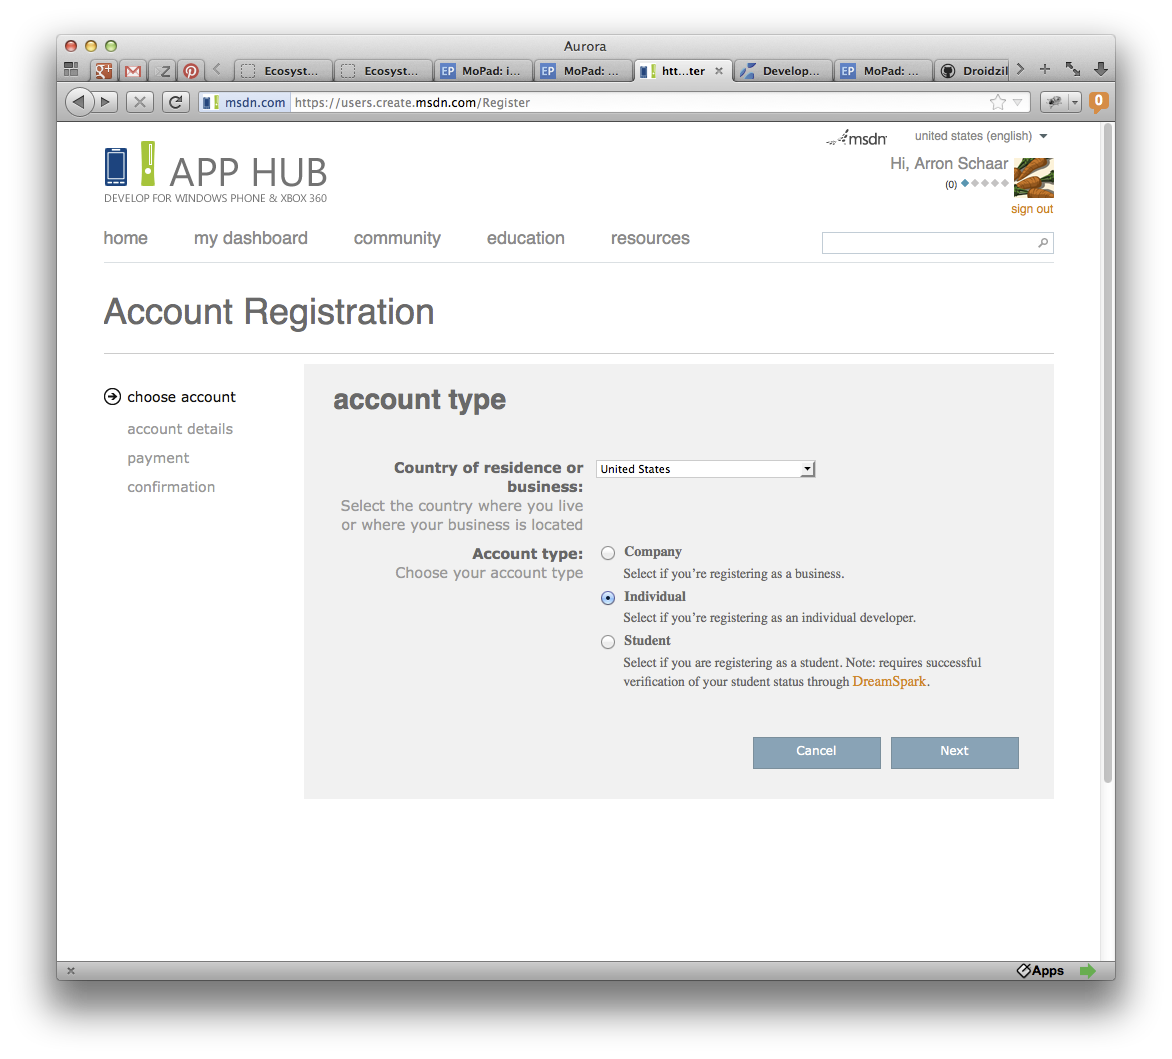 Aurora
Ecosyst...
Ecosyst...
EP MoPad: i...
EP MoPad: ...
htt...ter
Develop...
EP MoPad: ...
Droidzil
msdn.com https://users.create.msdn.com/Register
0
msdn
united states (english)
APP HUB
DEVELOP FOR WINDOWS PHONE & XBOX 360
Hi, Arron Schaar
(0)
sign out
home my dashboard community education resources
Account Registration
choose account
account details
payment
confirmation
account type
Country of residence or
business:
Select the country where you live
or where your business is located
United States
Account type:
Choose your account type
Company
Select if you’re registering as a business.
Individual
Select if you’re registering as an individual developer.
Student
Select if you are registering as a student. Note: requires successful
verification of your student status through DreamSpark.
Cancel Next
Apps